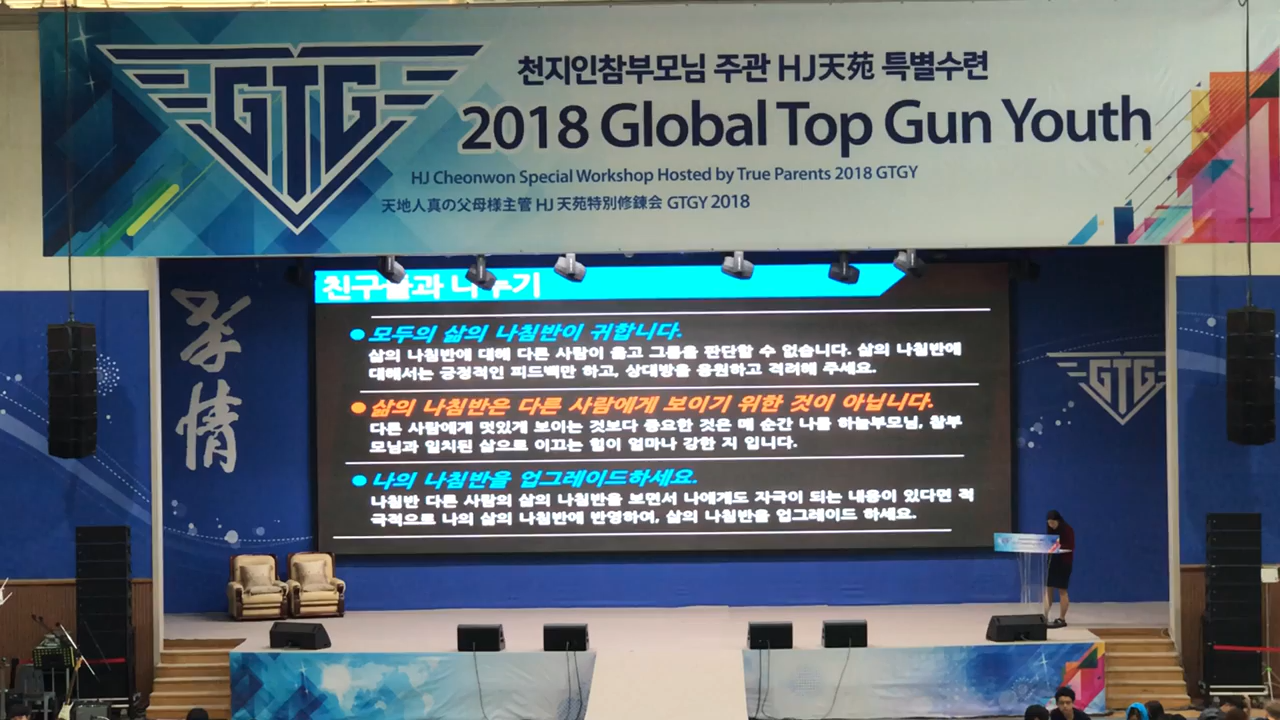 GTG
천지인참부모님 주관 HJ天苑 특별수련
2018 Global Top Gun Youth
HJ Cheonwon Special Workshop Hosted by True Parents 2018 GTGY
天地人真の父母様主管 HJ 天苑特別修錬会 GTGY 2018
친구들과 나누기
● 모두의 삶의 나침반이 귀합니다.
삶의 나침반에 대해 다른 사람이 옳고 그름을 판단할 수 없습니다. 삶의 나침반에
대해서는 긍정적인 피드백만 하고, 상대방을 응원하고 격려해 주세요.
● 삶의 나침반은 다른 사람에게 보이기 위한 것이 아닙니다.
다른 사람에게 멋있게 보이는 것보다 중요한 것은 매 순간 나를 하늘부모님, 참부
모님과 일치된 삶으로 이끄는 힘이 얼마나 강한 지 입니다.
● 나의 나침반을 업그레이드하세요.
나침반 다른 사람의 삶의 나침반을 보면서 나에게도 자극이 되는 내용이 있다면 적
극적으로 나의 삶의 나침반에 반영하여, 삶의 나침반을 업그레이드 하세요.
孝情
GTG